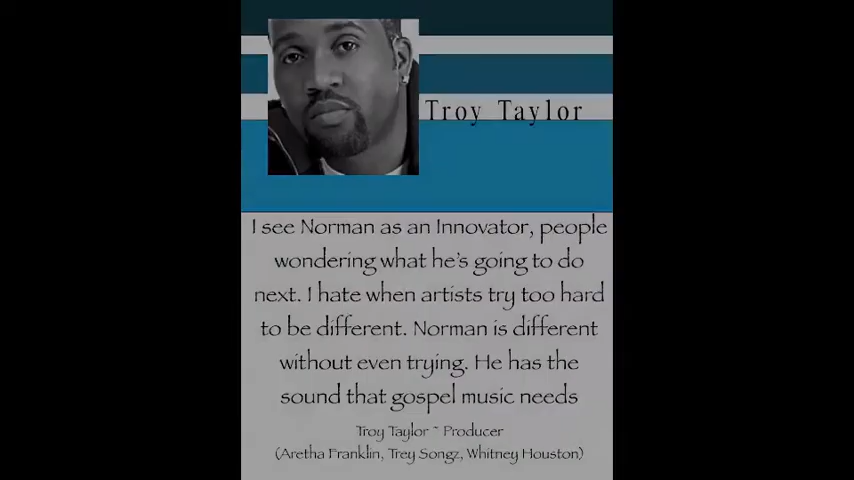 Troy Taylor
I see Norman as an Innovator, people
wondering what he's going to do
next. I hate when artists try too hard
to be different. Norman is different
without even trying. He has the
sound that gospel music needs
Troy Taylor ~ Producer
(Aretha Franklin, Trey Songz, Whitney Houston)